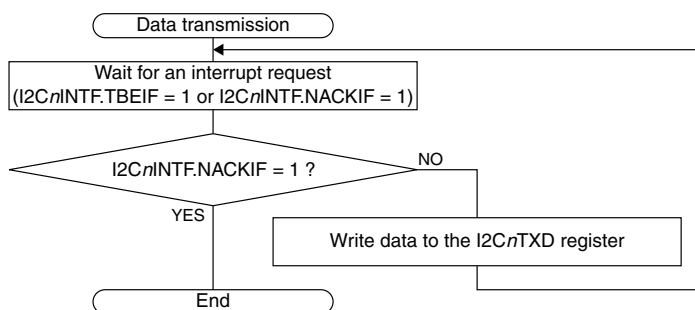 Data transmission
Wait for an interrupt request
(I2CnINTF.TBEIF = 1 or I2CnINTF.NACKIF = 1)
I2CnINTF.NACKIF = 1 ?
NO
YES
Write data to the I2CnTXD register
End